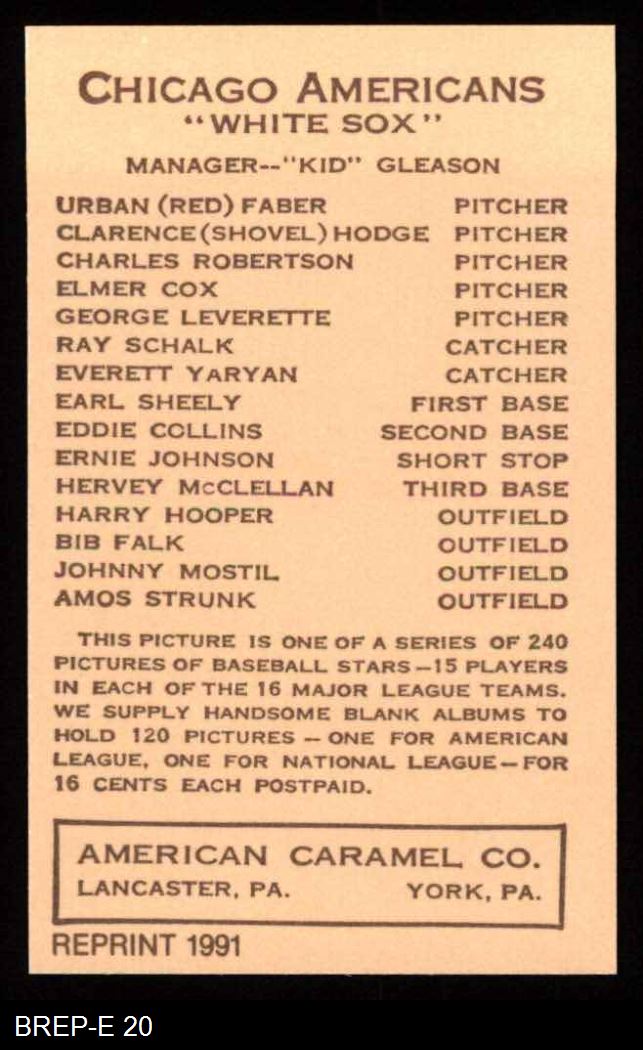 CHICAGO AMERICANS
"WHITE SOX"
MANAGER--"KID" GLEASON
URBAN (RED) FABER PITCHER
CLARENCE (SHOVEL) HODGE PITCHER
CHARLES ROBERTSON PITCHER
ELMER COX PITCHER
GEORGE LEVERETTE PITCHER
RAY SCHALK CATCHER
EVERETT YARYAN CATCHER
EARL SHEELY FIRST BASE
EDDIE COLLINS SECOND BASE
ERNIE JOHNSON SHORT STOP
HERVEY McCLELLAN THIRD BASE
HARRY HOOPER OUTFIELD
BIB FALK OUTFIELD
JOHNNY MOSTIL OUTFIELD
AMOS STRUNK OUTFIELD
THIS PICTURE IS ONE OF A SERIES OF 240
PICTURES OF BASEBALL STARS—15 PLAYERS
IN EACH OF THE 16 MAJOR LEAGUE TEAMS.
WE SUPPLY HANDSOME BLANK ALBUMS TO
HOLD 120 PICTURES — ONE FOR AMERICAN
LEAGUE, ONE FOR NATIONAL LEAGUE—FOR
16 CENTS EACH POSTPAID.
AMERICAN CARAMEL CO.
LANCASTER, PA. YORK, PA.
REPRINT 1991
BREP-E 20